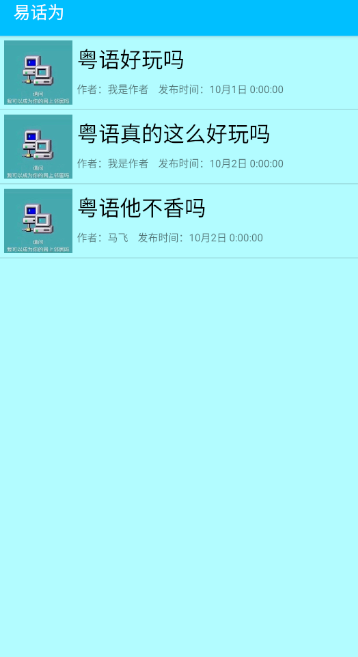 易话为
粤语好玩吗
作者：我是作者 发布时间：10月1日 0:00:00
粤语真的这么好玩吗
作者：我是作者 发布时间：10月2日 0:00:00
粤语他不香吗
作者：马飞 发布时间：10月2日 0:00:00